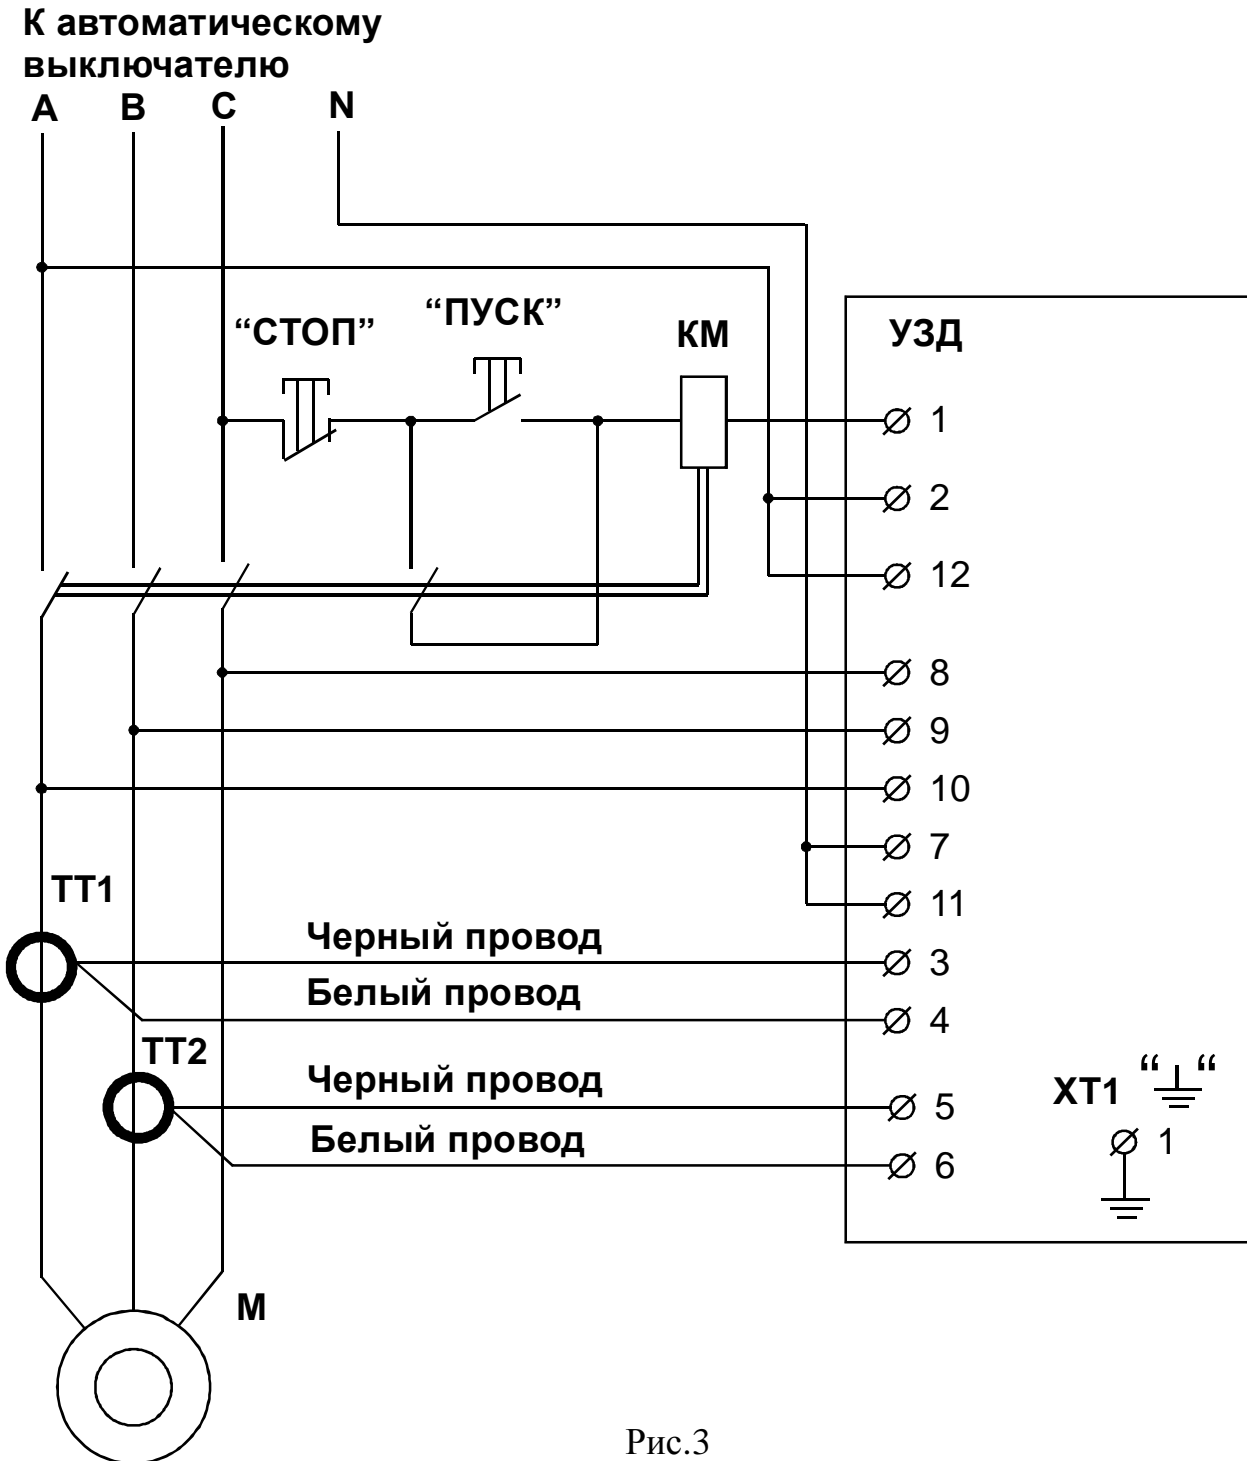 К автоматическому
выключателю
А В С N
“СТОП” “ПУСК” КМ УЗД
1
2
12
8
9
10
7
11
ТТ1
Черный провод 3
Белый провод 4
ТТ2
Черный провод 5
Белый провод 6
ХТ1 “ “
1
М
Рис.3